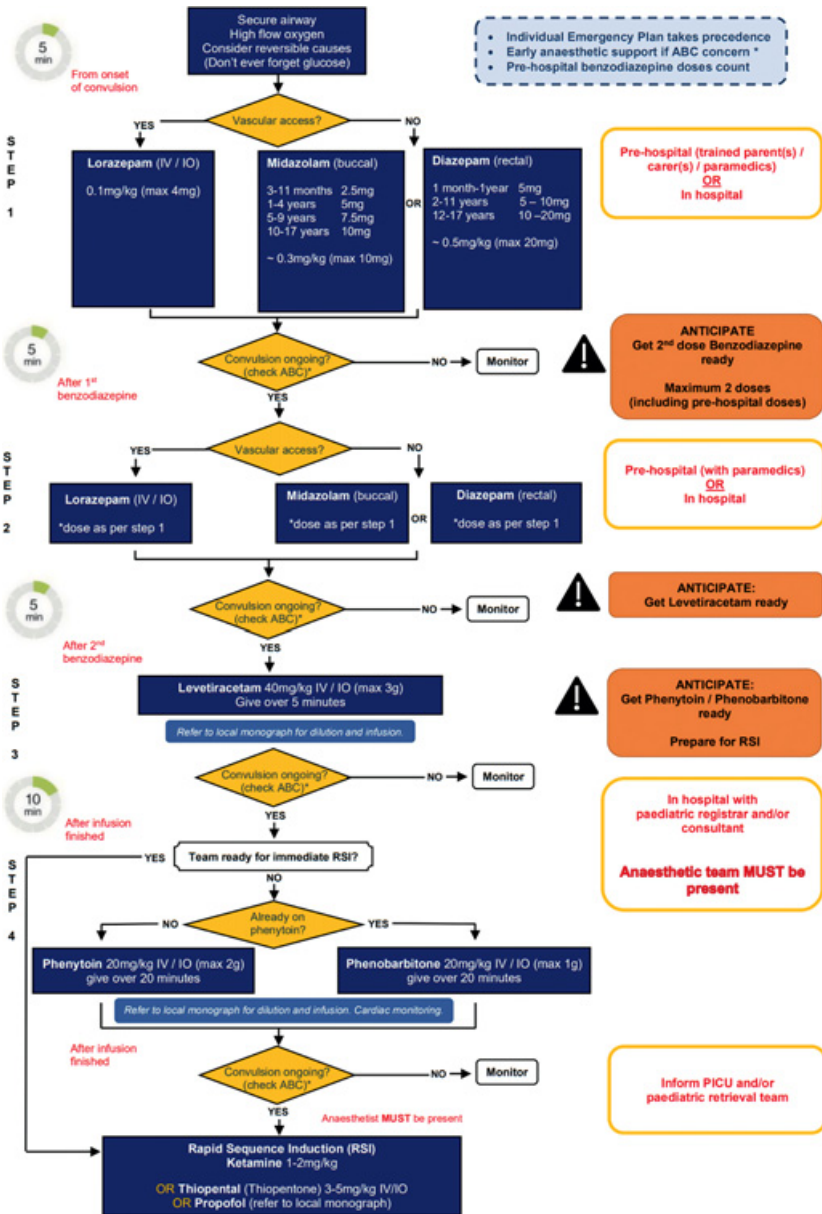 Secure airway
High flow oxygen
Consider reversible causes
(Don't ever forget glucose)
• Individual Emergency Plan takes precedence
• Early anaesthetic support if ABC concern *
• Pre-hospital benzodiazepine doses count
5
min
From onset
of convulsion
Vascular access?
YES
NO
STEP 1
Lorazepam (IV / IO)
0.1mg/kg (max 4mg)
Midazolam (buccal)
3-11 months 2.5mg
1-4 years 5mg
5-9 years 7.5mg
10-17 years 10mg
~ 0.3mg/kg (max 10mg)
OR
Diazepam (rectal)
1 month-1year 5mg
2-11 years 5 – 10mg
12-17 years 10 –20mg
~ 0.5mg/kg (max 20mg)
Pre-hospital (trained parent(s) /
carer(s) / paramedics)
OR
In hospital
5
min
After 1st
benzodiazepine
Convulsion ongoing?
(check ABC)*
NO
Monitor
YES
ANTICIPATE
Get 2nd dose Benzodiazepine
ready
Maximum 2 doses
(including pre-hospital doses)
STEP 2
Vascular access?
YES
NO
Lorazepam (IV / IO)
*dose as per step 1
Midazolam (buccal)
*dose as per step 1
OR
Diazepam (rectal)
*dose as per step 1
Pre-hospital (with paramedics)
OR
In hospital
5
min
After 2nd
benzodiazepine
Convulsion ongoing?
(check ABC)*
NO
Monitor
YES
ANTICIPATE:
Get Levetiracetam ready
STEP 3
Levetiracetam 40mg/kg IV / IO (max 3g)
Give over 5 minutes
Refer to local monograph for dilution and infusion.
ANTICIPATE:
Get Phenytoin / Phenobarbitone
ready
Prepare for RSI
10
min
After infusion
finished
Convulsion ongoing?
(check ABC)*
NO
Monitor
YES
In hospital with
paediatric registrar and/or
consultant
Anaesthetic team MUST be
present
STEP 4
YES
Team ready for immediate RSI?
NO
Already on
phenytoin?
NO
YES
Phenytoin 20mg/kg IV / IO (max 2g)
give over 20 minutes
Phenobarbitone 20mg/kg IV / IO (max 1g)
give over 20 minutes
Refer to local monograph for dilution and infusion. Cardiac monitoring.
After infusion
finished
Convulsion ongoing?
(check ABC)*
NO
Monitor
YES
Anaesthetist MUST be present
Inform PICU and/or
paediatric retrieval team
Rapid Sequence Induction (RSI)
Ketamine 1-2mg/kg
OR Thiopental (Thiopentone) 3-5mg/kg IV/IO
OR Propofol (refer to local monograph)